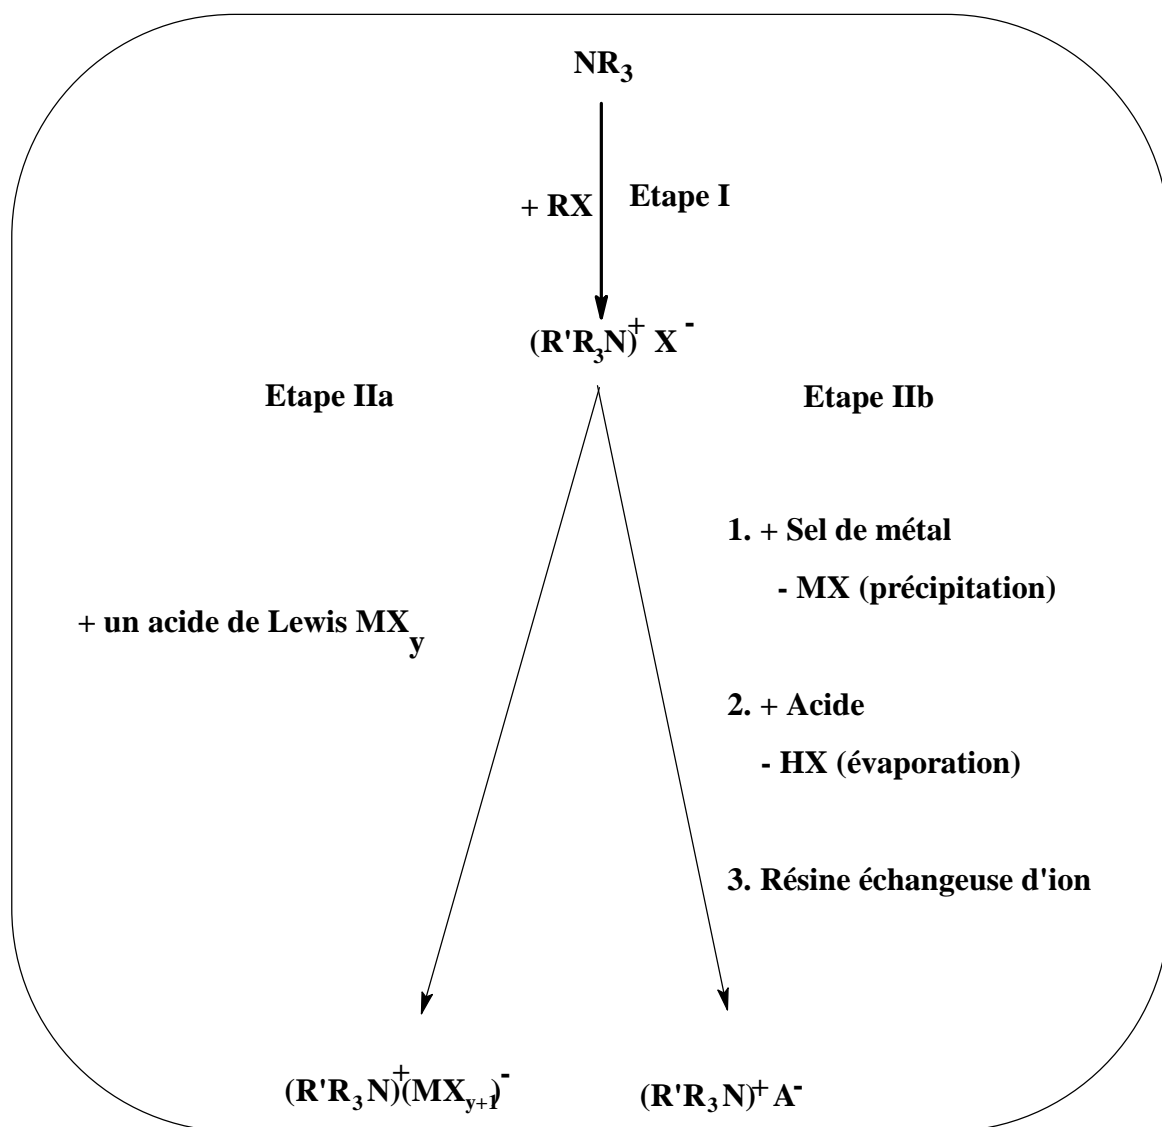 NR3
+ RX Etape I
(R'R3N)+ X -
Etape IIa
Etape IIb
1. + Sel de métal
- MX (précipitation)
+ un acide de Lewis MXy
2. + Acide
- HX (évaporation)
3. Résine échangeuse d'ion
(R'R3N)+(MXy+1)-
(R'R3N)+A-